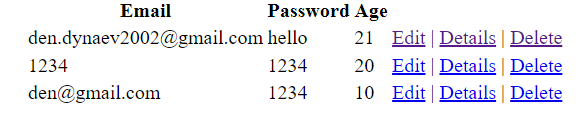 Email Password Age
den.dynaev2002@gmail.com hello 21 Edit | Details | Delete
1234 1234 20 Edit | Details | Delete
den@gmail.com 1234 10 Edit | Details | Delete